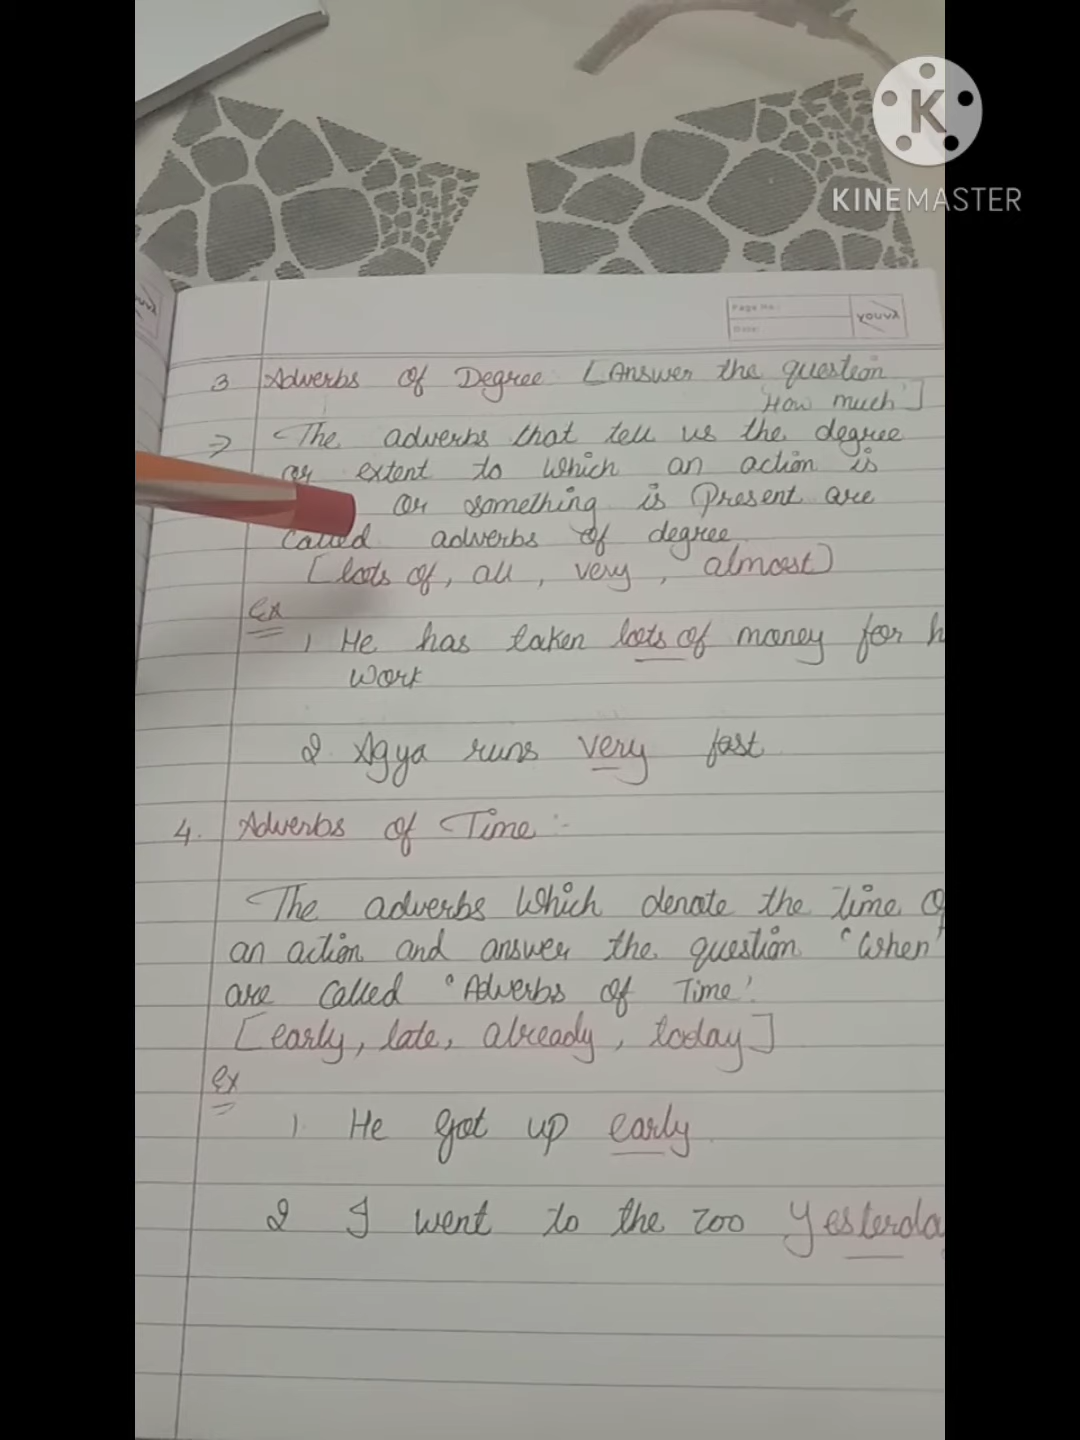 KINEMASTER
Page No.:
Date:
YOUVA
3 Adverbs of Degree [Answer the question
'How much']
→ The adverbs that tell us the degree
or extent to which an action is
or something is Present are
called adverbs of degree
[lots of, all, very, almost]
Ex
1 He has taken lots of money for
work
2. Agya runs very fast
4. Adverbs of Time :-
The adverbs which denote the time
an action and answer the question "When"
are called 'Adverbs of Time'.
[early, late, already, today]
Ex
1. He got up early.
2 I went to the zoo